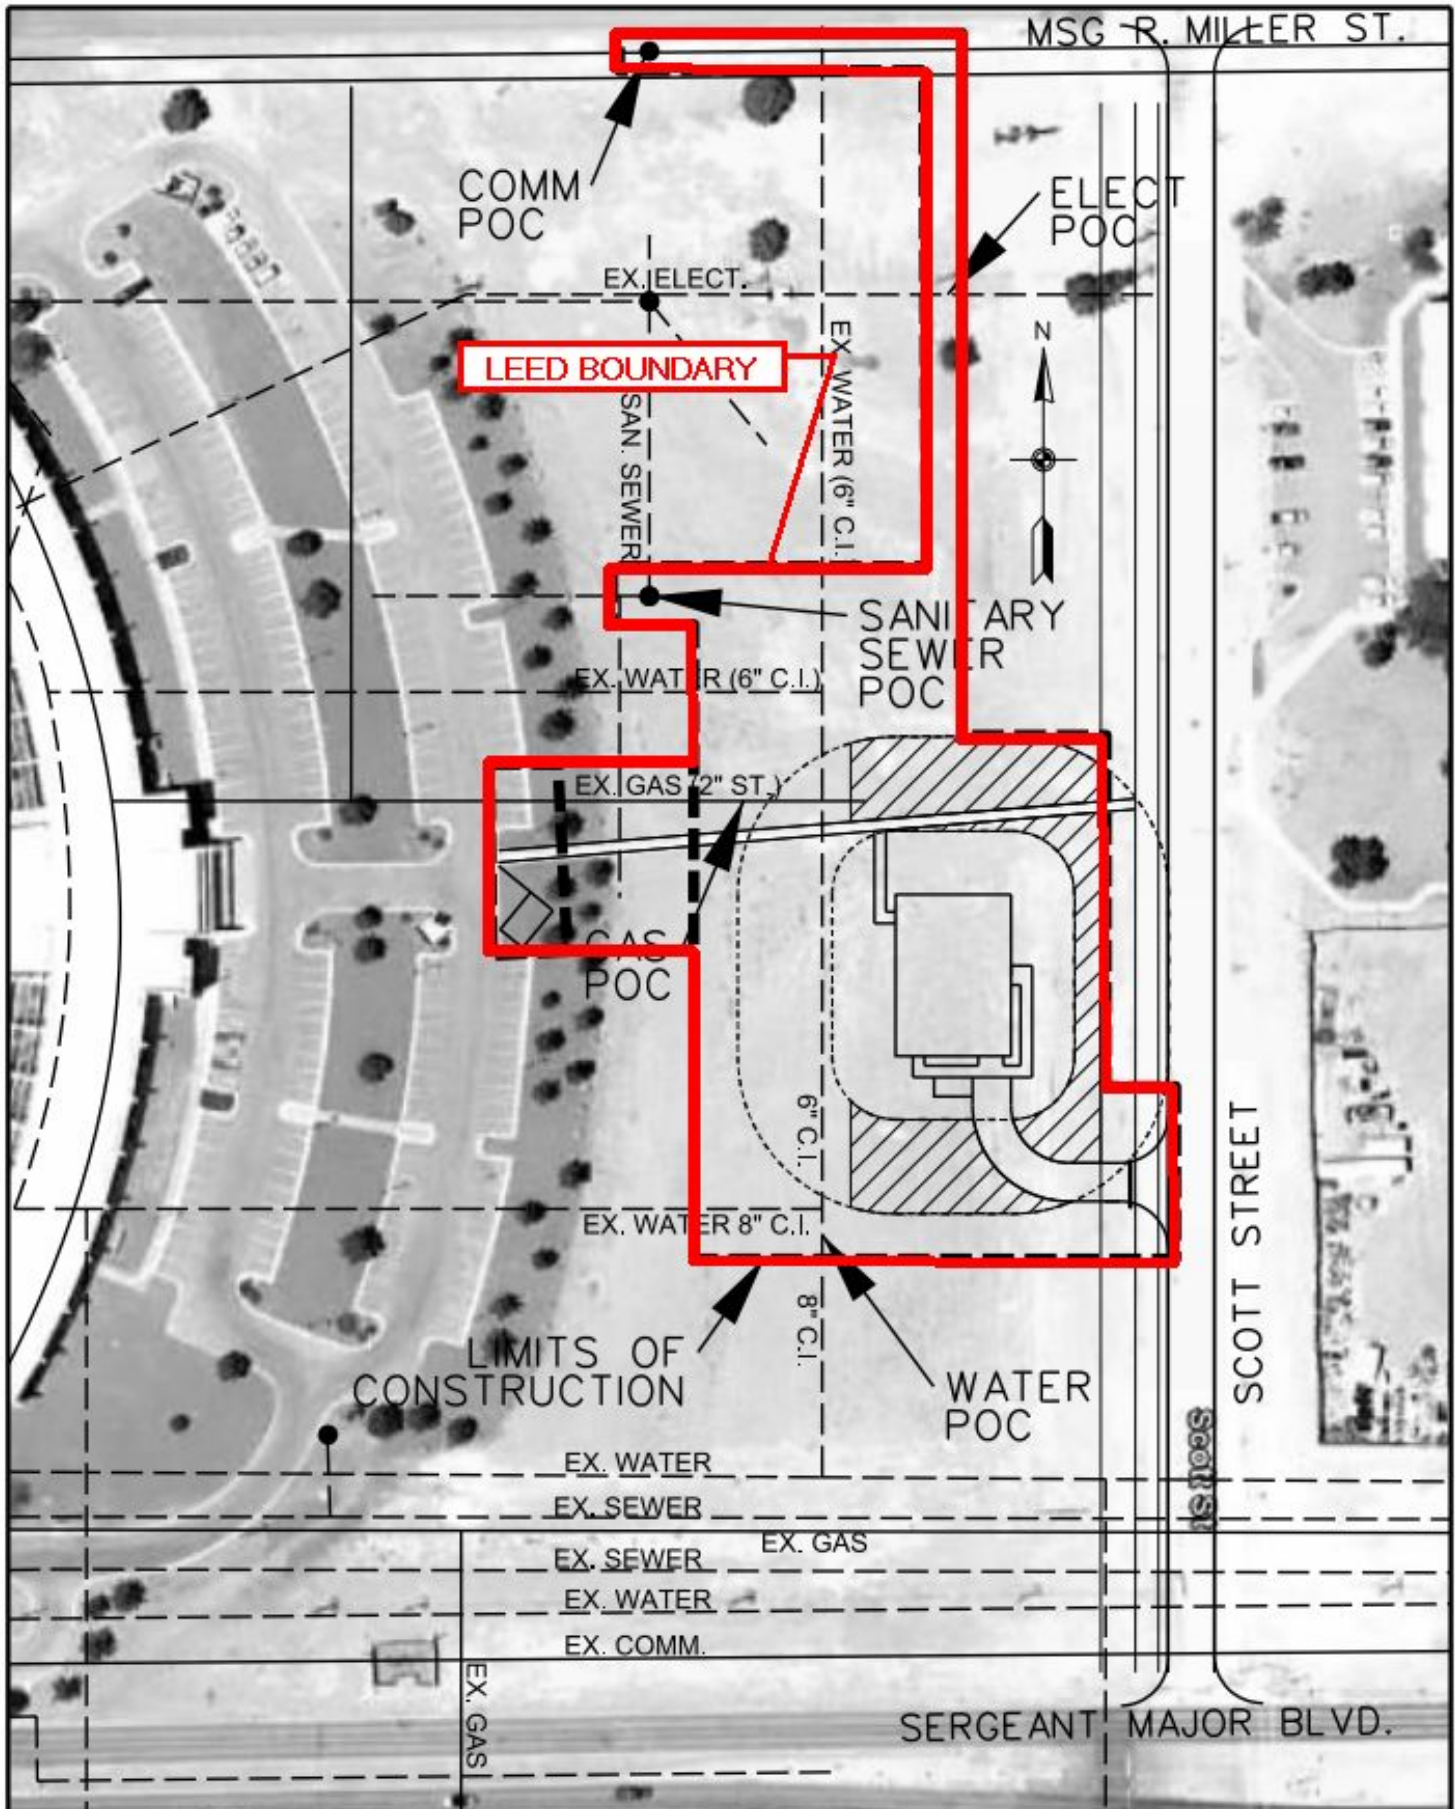 MSG R. MILLER ST.
COMM
POC
ELECT
POC
EX. ELECT.
N
LEED BOUNDARY
EX. WATER (6" C.I.
SAN. SEWER
SANITARY
SEWER
POC
EX. WATER (6" C.I.)
EX. GAS (2" ST.)
GAS
POC
6" C.I.
EX. WATER 8" C.I.
8" C.I.
SCOTT STREET
LIMITS OF
CONSTRUCTION
WATER
POC
Scott St
EX. WATER
EX. SEWER
EX. GAS
EX. SEWER
EX. WATER
EX. COMM.
EX. GAS
SERGEANT MAJOR BLVD.